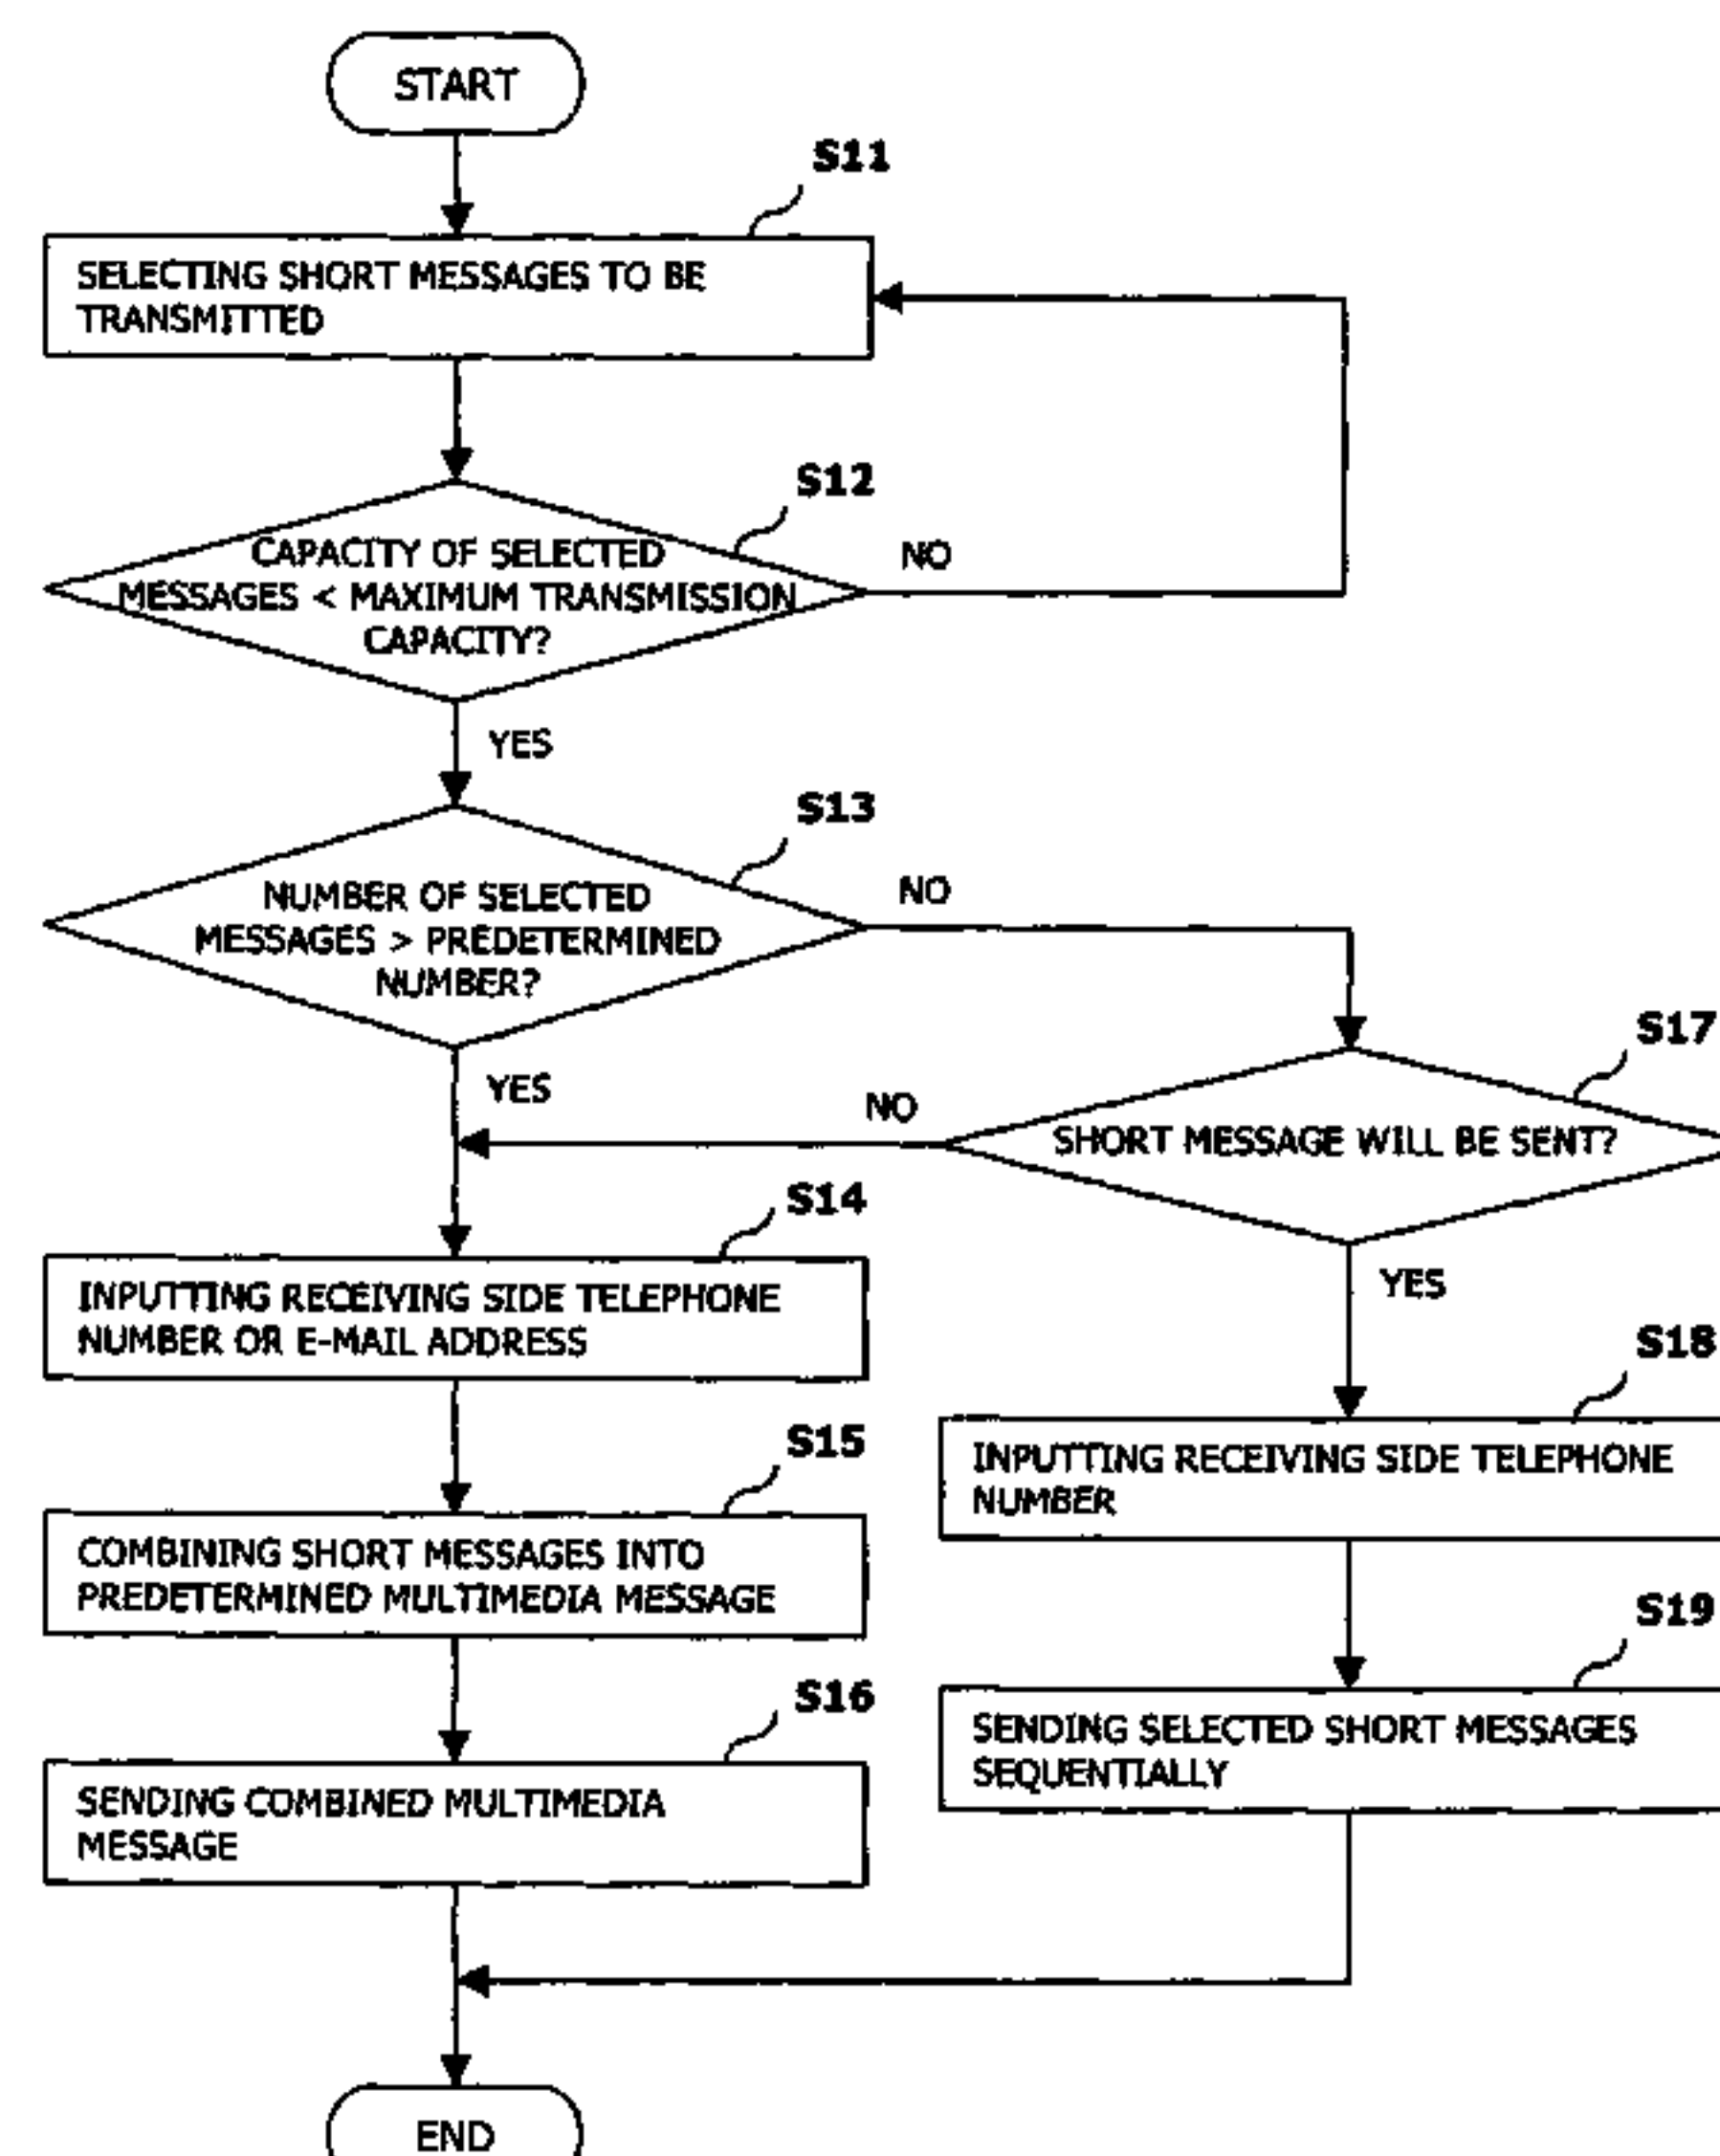 START
S11
SELECTING SHORT MESSAGES TO BE
TRANSMITTED
S12
CAPACITY OF SELECTED
MESSAGES < MAXIMUM TRANSMISSION
CAPACITY?
NO
YES
S13
NUMBER OF SELECTED
MESSAGES > PREDETERMINED
NUMBER?
NO
YES
S17
SHORT MESSAGE WILL BE SENT?
NO
YES
S14
INPUTTING RECEIVING SIDE TELEPHONE
NUMBER OR E-MAIL ADDRESS
S15
COMBINING SHORT MESSAGES INTO
PREDETERMINED MULTIMEDIA MESSAGE
S16
SENDING COMBINED MULTIMEDIA
MESSAGE
S18
INPUTTING RECEIVING SIDE TELEPHONE
NUMBER
S19
SENDING SELECTED SHORT MESSAGES
SEQUENTIALLY
END